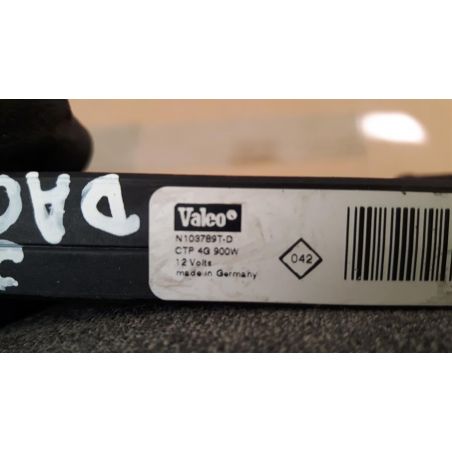 Valeo
N103789T-D
CTP 4G 900W
12 Volts
made in Germany
042